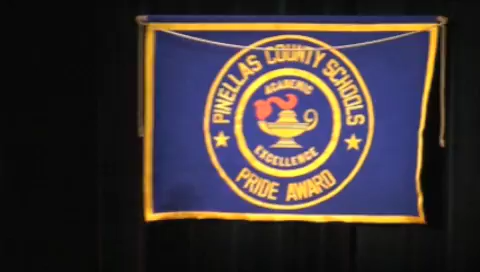 PINELLAS COUNTY SCHOOLS
ACADEMIC
EXCELLENCE
PRIDE AWARD